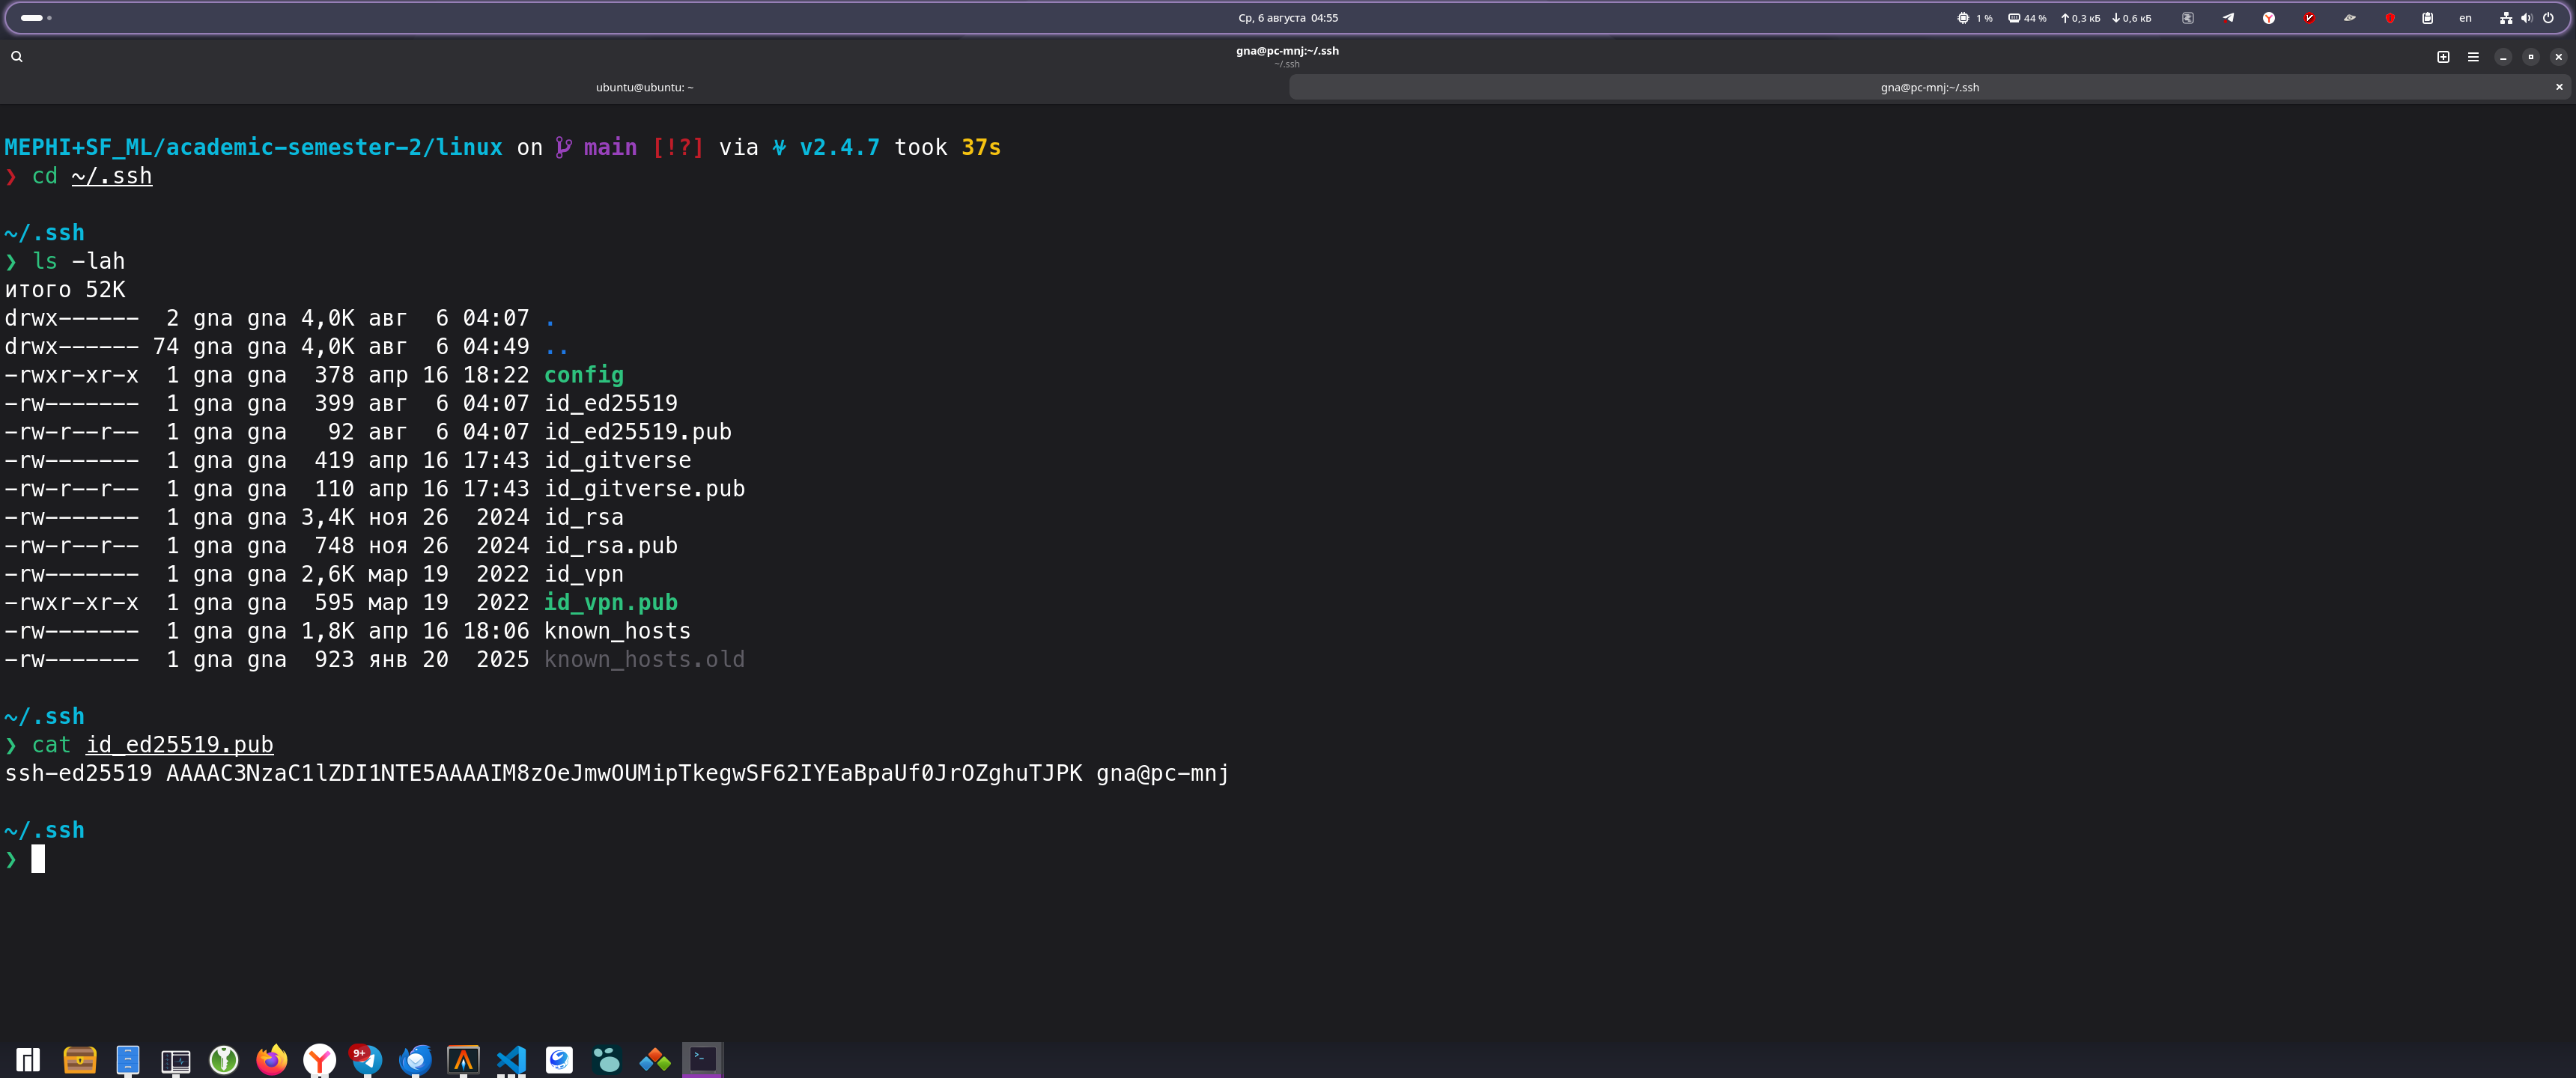 Ср, 6 августа 04:55
1 % 44 % 0,3 кБ 0,6 кБ en
gna@pc-mnj:~/.ssh
~/.ssh
ubuntu@ubuntu: ~
gna@pc-mnj:~/.ssh
MEPHI+SF_ML/academic-semester-2/linux on main [!?] via v2.4.7 took 37s
❯ cd ~/.ssh
~/.ssh
❯ ls -lah
итого 52K
drwx------ 2 gna gna 4,0K авг 6 04:07 .
drwx------ 74 gna gna 4,0K авг 6 04:49 ..
-rwxr-xr-x 1 gna gna 378 апр 16 18:22 config
-rw------- 1 gna gna 399 авг 6 04:07 id_ed25519
-rw-r--r-- 1 gna gna 92 авг 6 04:07 id_ed25519.pub
-rw------- 1 gna gna 419 апр 16 17:43 id_gitverse
-rw-r--r-- 1 gna gna 110 апр 16 17:43 id_gitverse.pub
-rw------- 1 gna gna 3,4K ноя 26 2024 id_rsa
-rw-r--r-- 1 gna gna 748 ноя 26 2024 id_rsa.pub
-rw------- 1 gna gna 2,6K мар 19 2022 id_vpn
-rwxr-xr-x 1 gna gna 595 мар 19 2022 id_vpn.pub
-rw------- 1 gna gna 1,8K апр 16 18:06 known_hosts
-rw------- 1 gna gna 923 янв 20 2025 known_hosts.old
~/.ssh
❯ cat id_ed25519.pub
ssh-ed25519 AAAAC3NzaC1lZDI1NTE5AAAAIM8zOeJmwOUMipTkegwSF62IYEaBpaUf0JrOZghuTJPK gna@pc-mnj
~/.ssh
❯
9+